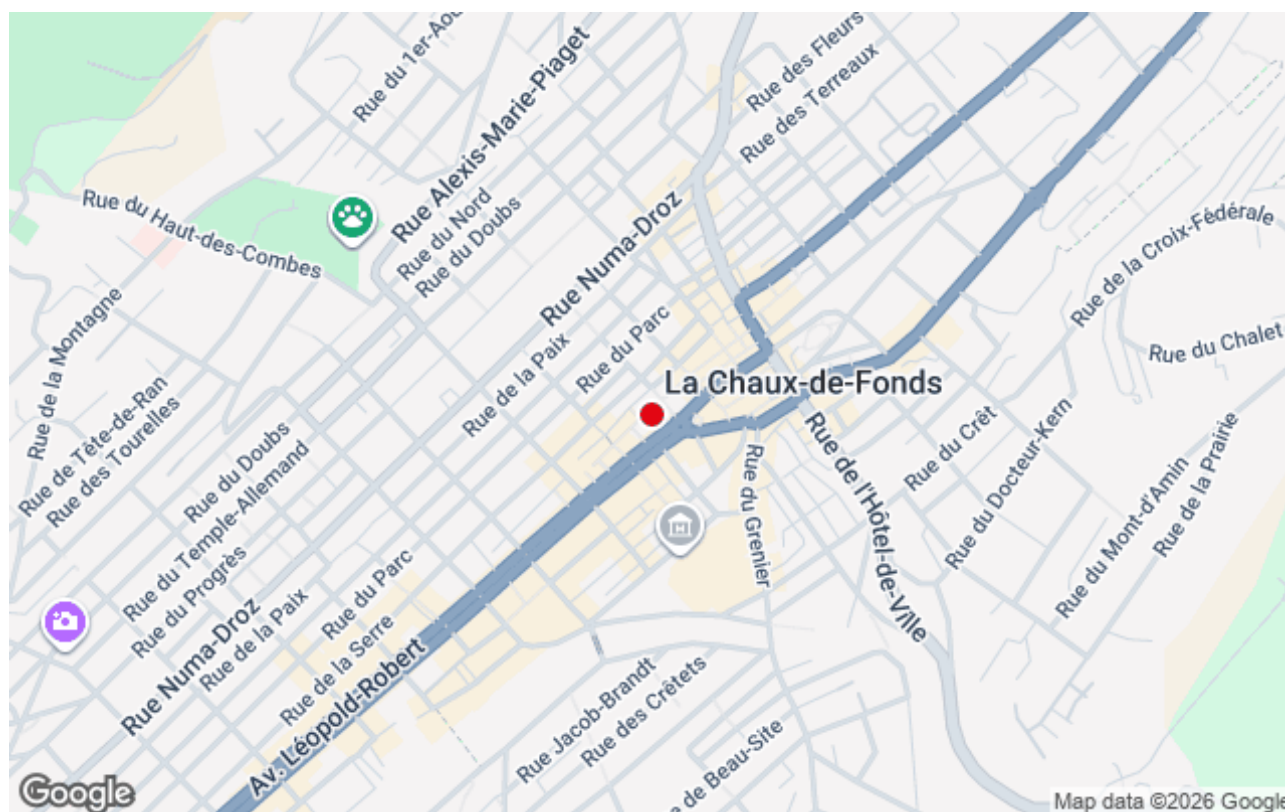 Rue du 1er-Aoû
Rue Alexis-Marie-Piaget
Rue des Fleurs
Rue des Terreaux
Rue du Haut-des-Combes
Rue du Nord
Rue du Doubs
Rue Numa-Droz
Rue de la Croix-Fédérale
Rue du Chalet
Rue de la Montagne
Rue du Parc
Rue de la Paix
La Chaux-de-Fonds
Rue de Tête-de-Ran
Rue des Tourelles
Rue du Doubs
Rue du Temple-Allemand
Rue du Progrès
Rue Numa-Droz
Rue de la Paix
Rue du Parc
Rue de la Serre
Av. Léopold-Robert
Rue du Grenier
Rue de l'Hôtel-de-Ville
Rue du Crêt
Rue du Docteur-Kern
Rue du Mont-d'Amin
Rue de la Prairie
Rue Jacob-Brandt
Rue des Crêtets
e de Beau-Site
Google
Map data ©2026 Google